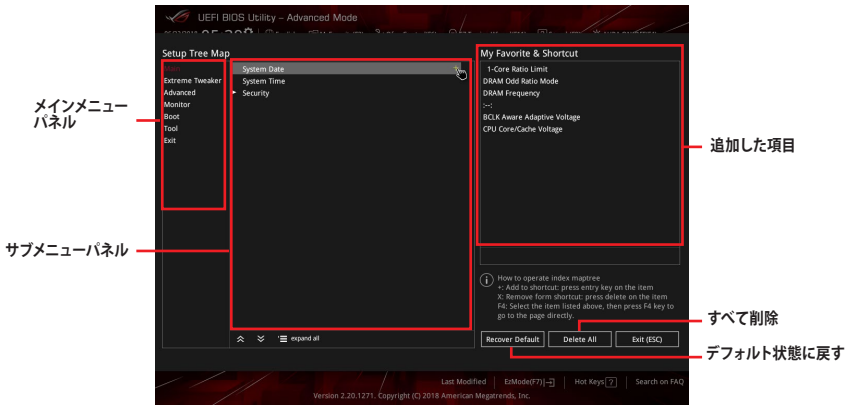 UEFI BIOS Utility – Advanced Mode
Setup Tree Map
Main
Extreme Tweaker
Advanced
Monitor
Boot
Tool
Exit
System Date
System Time
Security
expand all
My Favorite & Shortcut
1-Core Ratio Limit
DRAM Odd Ratio Mode
DRAM Frequency
:--:
BCLK Aware Adaptive Voltage
CPU Core/Cache Voltage
How to operate index maptree
+: Add to shortcut: press entry key on the item
X: Remove form shortcut: press delete on the item
F4: Select the item listed above, then press F4 key to
go to the page directly.
Recover Default
Delete All
Exit (ESC)
Last Modified
EzMode(F7)
Hot Keys ?
Search on FAQ
Version 2.20.1271. Copyright (C) 2018 American Megatrends, Inc.
メインメニュー
パネル
サブメニューパネル
追加した項目
すべて削除
デフォルト状態に戻す